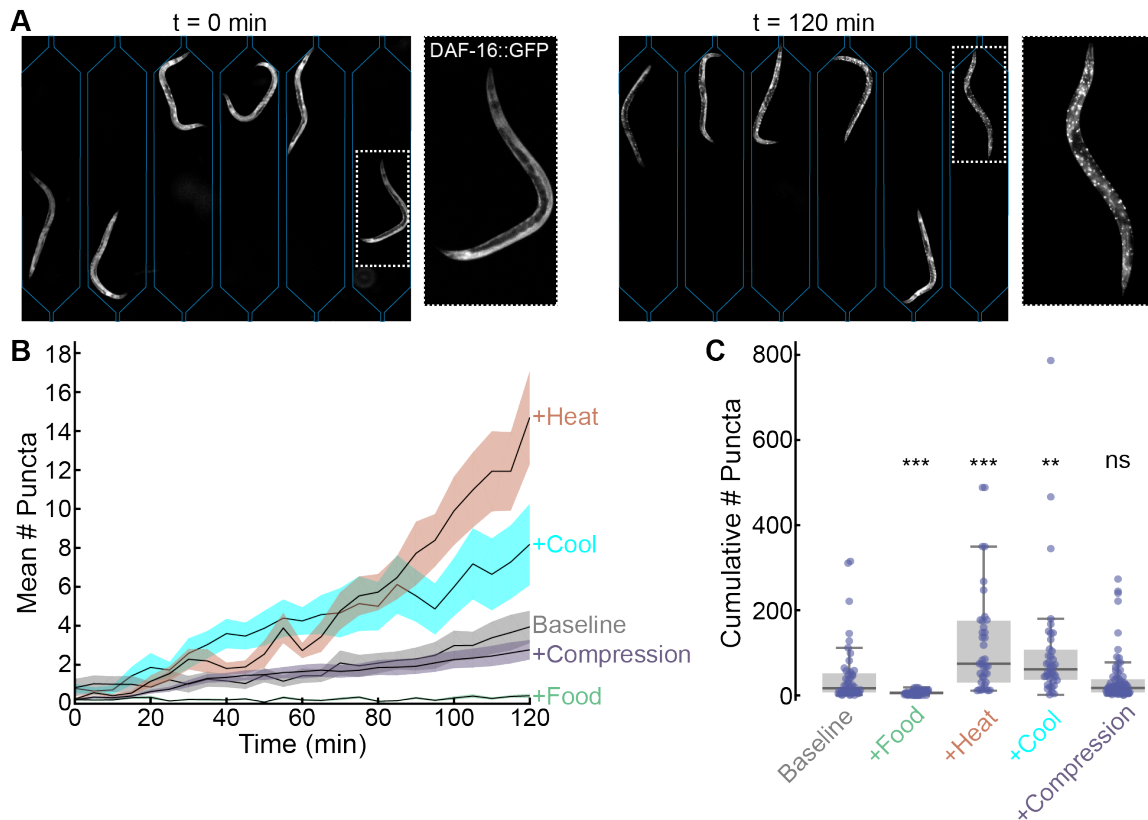 A
t = 0 min
t = 120 min
DAF-16::GFP
B
18
16
14
12
10
8
6
4
2
0
Mean # Puncta
0 20 40 60 80 100 120
Time (min)
+Heat
+Cool
Baseline
+Compression
+Food
C
800
600
400
200
0
Cumulative # Puncta
*** *** ** ns
Baseline
+Food
+Heat
+Cool
+Compression